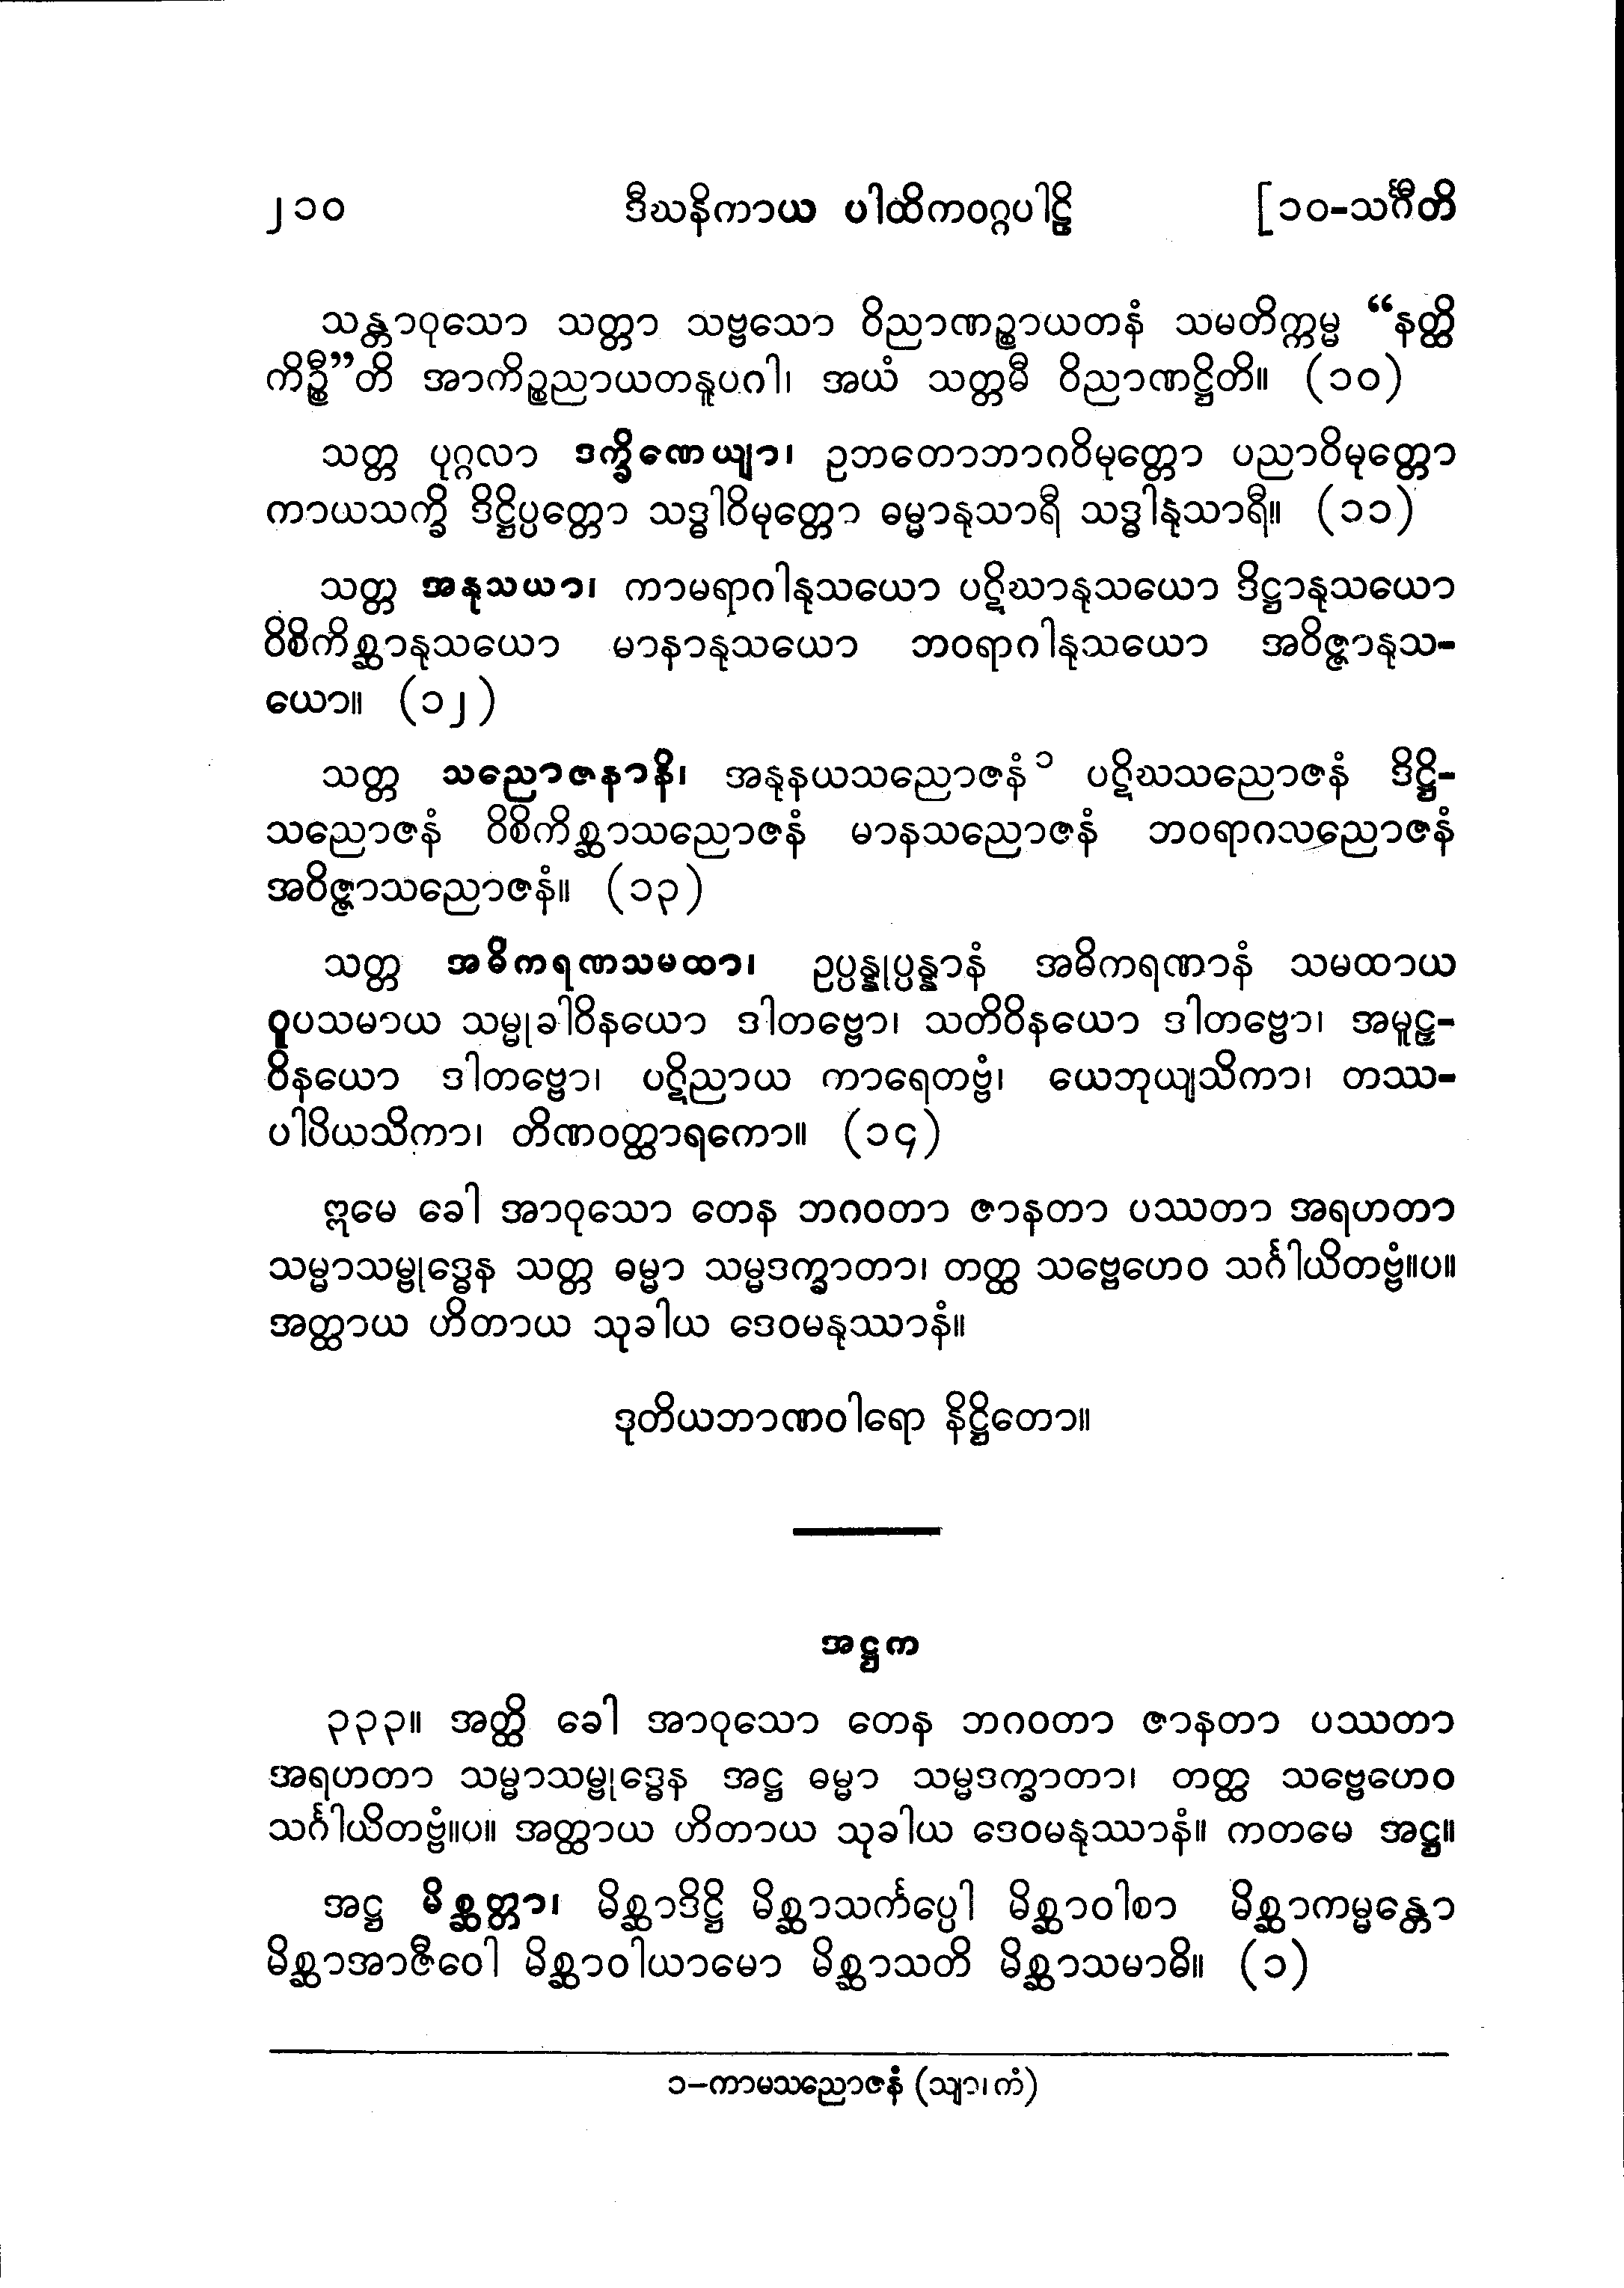 ၂၁၀ ဒီဃနိကာယ ပါထိကဝဂ္ဂပါဠိ [၁၀-သင်္ဂီတိ
သန္တာဝုသော သတ္တာ သဗ္ဗသော ဝိညာဏဉ္စာယတနံ သမတိက္ကမ္မ “နတ္ထိ
ကိဉ္စီ”တိ အာကိဉ္စညာယတနူပဂါ၊ အယံ သတ္တမီ ဝိညာဏဋ္ဌိတိ။ (၁၀)
သတ္တ ပုဂ္ဂလာ ဒက္ခိဏေယျာ၊ ဥဘတောဘာဂဝိမုတ္တော ပညာဝိမုတ္တော
ကာယသက္ခိ ဒိဋ္ဌိပ္ပတ္တော သဒ္ဓါဝိမုတ္တော ဓမ္မာနုသာရီ သဒ္ဓါနုသာရီ။ (၁၁)
သတ္တ အနုသယာ၊ ကာမရာဂါနုသယော ပဋိဃာနုသယော ဒိဋ္ဌာနုသယော
ဝိစိကိစ္ဆာနုသယော မာနာနုသယော ဘဝရာဂါနုသယော အဝိဇ္ဇာနုသ-
ယော။ (၁၂)
သတ္တ သညောဇနာနိ၊ အနုနယသညောဇနံ၁ ပဋိဃသညောဇနံ ဒိဋ္ဌိ-
သညောဇနံ ဝိစိကိစ္ဆာသညောဇနံ မာနသညောဇနံ ဘဝရာဂသညောဇနံ
အဝိဇ္ဇာသညောဇနံ။ (၁၃)
သတ္တ အဓိကရဏသမထာ၊ ဥပ္ပန္နုပ္ပန္နာနံ အဓိကရဏာနံ သမထာယ
ဝူပသမာယ သမ္မုခါဝိနယော ဒါတဗ္ဗော၊ သတိဝိနယော ဒါတဗ္ဗော၊ အမူဠှ-
ဝိနယော ဒါတဗ္ဗော၊ ပဋိညာယ ကာရေတဗ္ဗံ၊ ယေဘုယျသိကာ၊ တဿ-
ပါပိယသိကာ၊ တိဏဝတ္ထာရကော။ (၁၄)
ဣမေ ခေါ အာဝုသော တေန ဘဂဝတာ ဇာနတာ ပဿတာ အရဟတာ
သမ္မာသမ္ဗုဒ္ဓေန သတ္တ ဓမ္မာ သမ္မဒက္ခာတာ၊ တတ္ထ သဗ္ဗေဟေဝ သင်္ဂါယိတဗ္ဗံ။ပ။
အတ္ထာယ ဟိတာယ သုခါယ ဒေဝမနုဿာနံ။
ဒုတိယဘာဏဝါရော နိဋ္ဌိတော။
အဋ္ဌက
၃၃၃။ အတ္ထိ ခေါ အာဝုသော တေန ဘဂဝတာ ဇာနတာ ပဿတာ
အရဟတာ သမ္မာသမ္ဗုဒ္ဓေန အဋ္ဌ ဓမ္မာ သမ္မဒက္ခာတာ၊ တတ္ထ သဗ္ဗေဟေဝ
သင်္ဂါယိတဗ္ဗံ။ပ။ အတ္ထာယ ဟိတာယ သုခါယ ဒေဝမနုဿာနံ။ ကတမေ အဋ္ဌ။
အဋ္ဌ မိစ္ဆတ္တာ၊ မိစ္ဆာဒိဋ္ဌိ မိစ္ဆာသင်္ကပ္ပေါ မိစ္ဆာဝါစာ မိစ္ဆာကမ္မန္တော
မိစ္ဆာအာဇီဝေါ မိစ္ဆာဝါယာမော မိစ္ဆာသတိ မိစ္ဆာသမာဓိ။ (၁)
၁–ကာမသညောဇနံ (သျာ၊ကံ)